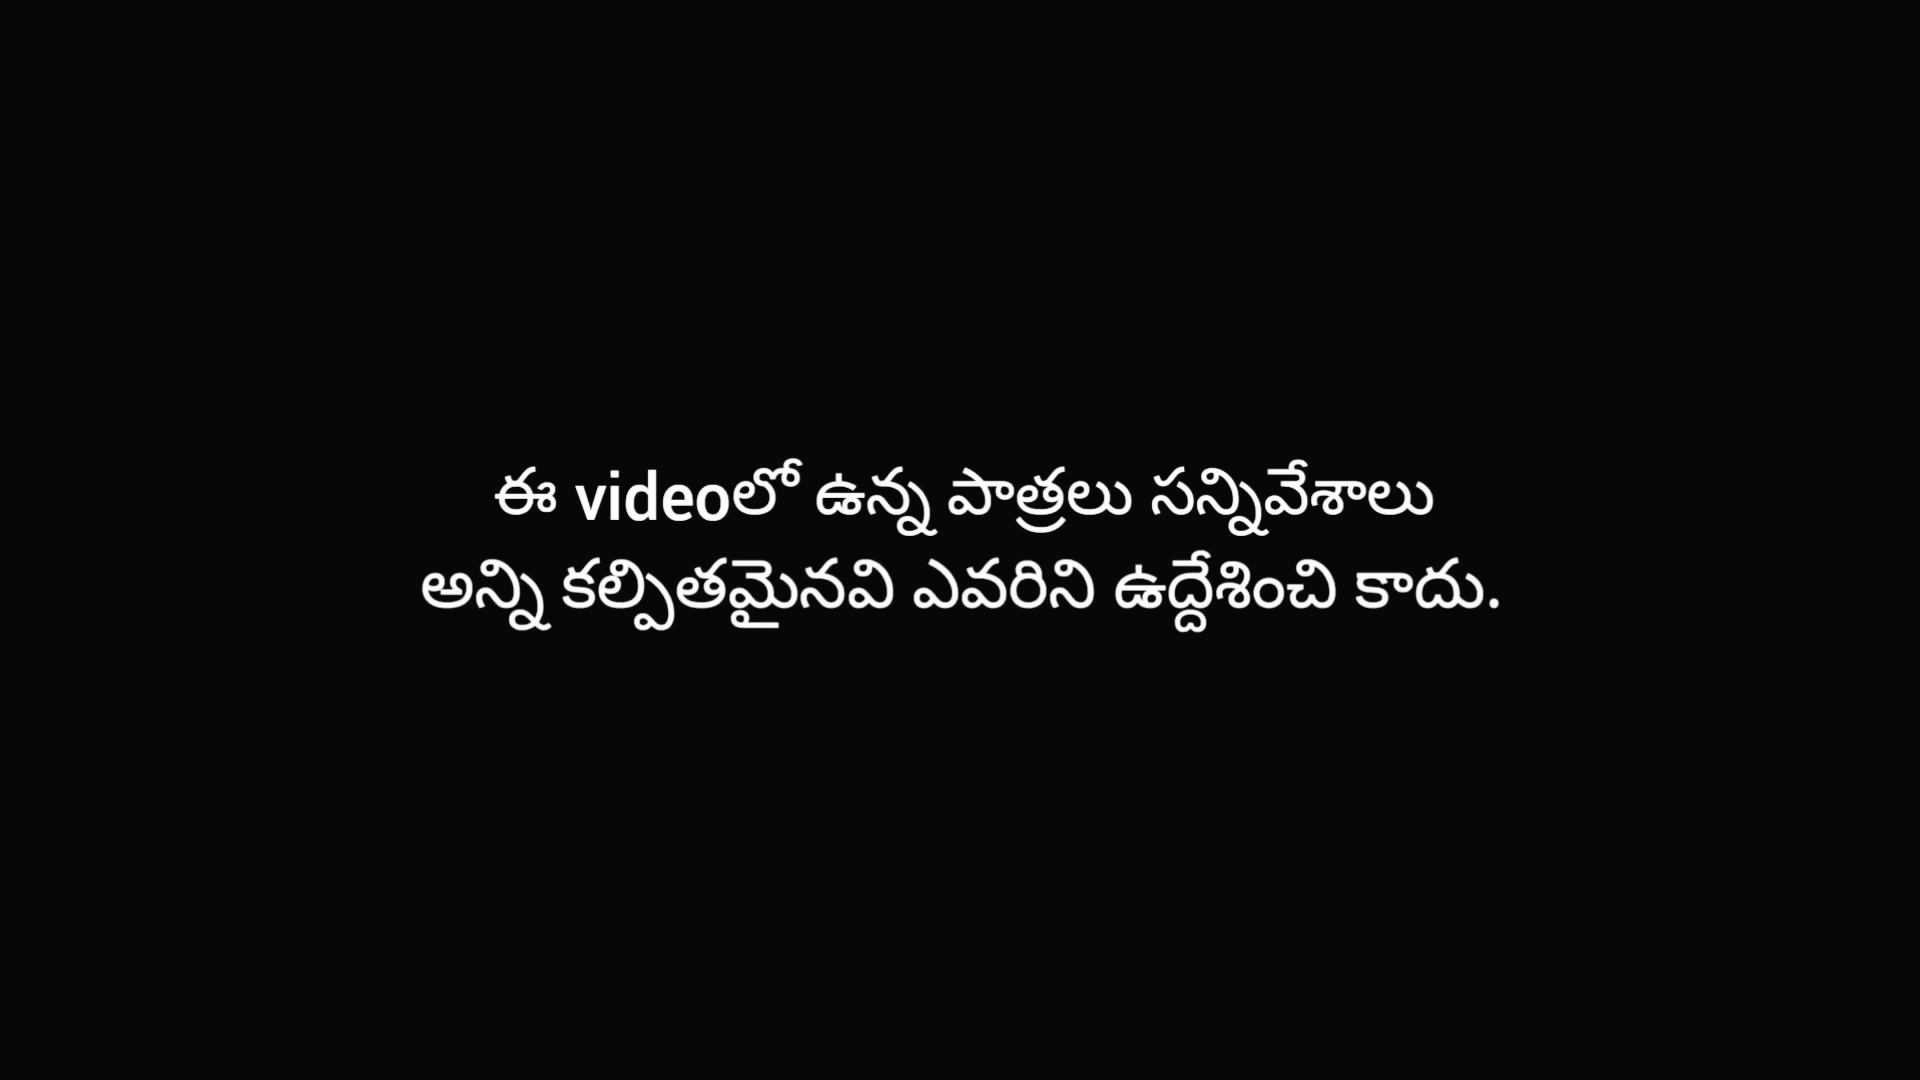 ఈ videoలో ఉన్న పాత్రలు సన్నివేశాలు
అన్ని కల్పితమైనవి ఎవరిని ఉద్దేశించి కాదు.